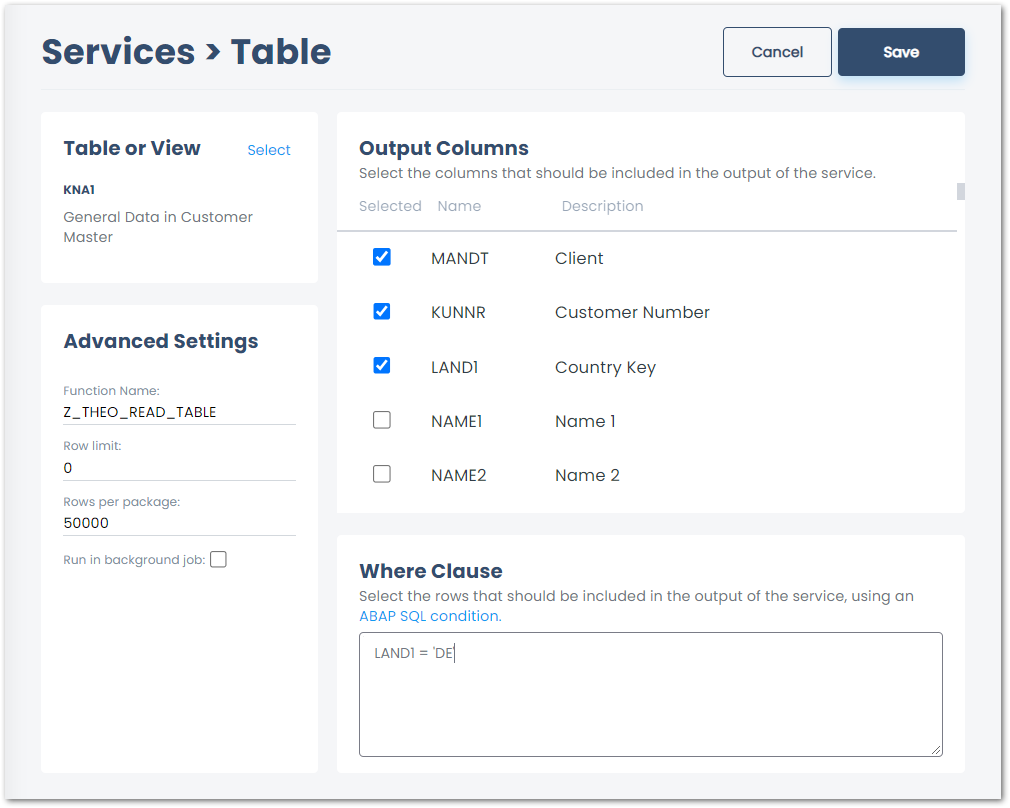 Services > Table
Cancel
Save
Table or View
Select
KNA1
General Data in Customer
Master
Advanced Settings
Function Name:
Z_THEO_READ_TABLE
Row limit:
0
Rows per package:
50000
Run in background job:
Output Columns
Select the columns that should be included in the output of the service.
Selected Name Description
MANDT Client
KUNNR Customer Number
LAND1 Country Key
NAME1 Name 1
NAME2 Name 2
Where Clause
Select the rows that should be included in the output of the service, using an
ABAP SQL condition.
LAND1 = 'DE'